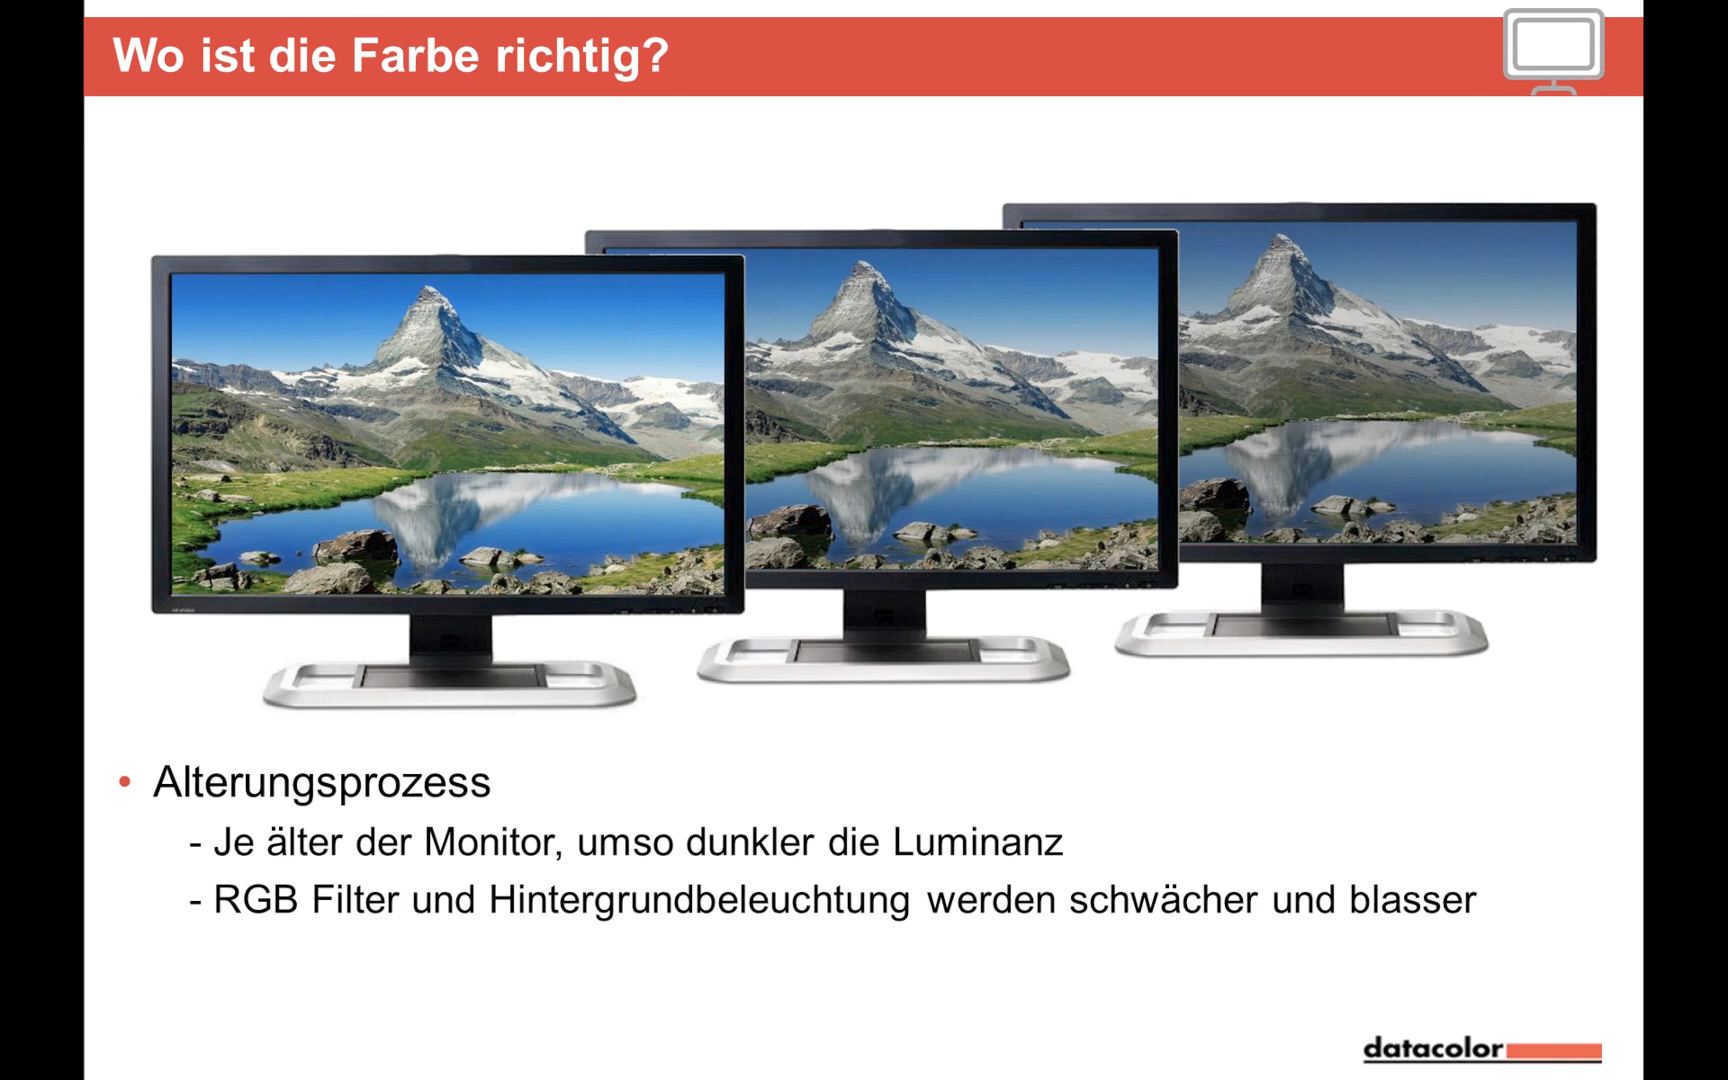 Wo ist die Farbe richtig?
• Alterungsprozess
- Je älter der Monitor, umso dunkler die Luminanz
- RGB Filter und Hintergrundbeleuchtung werden schwächer und blasser
datacolor